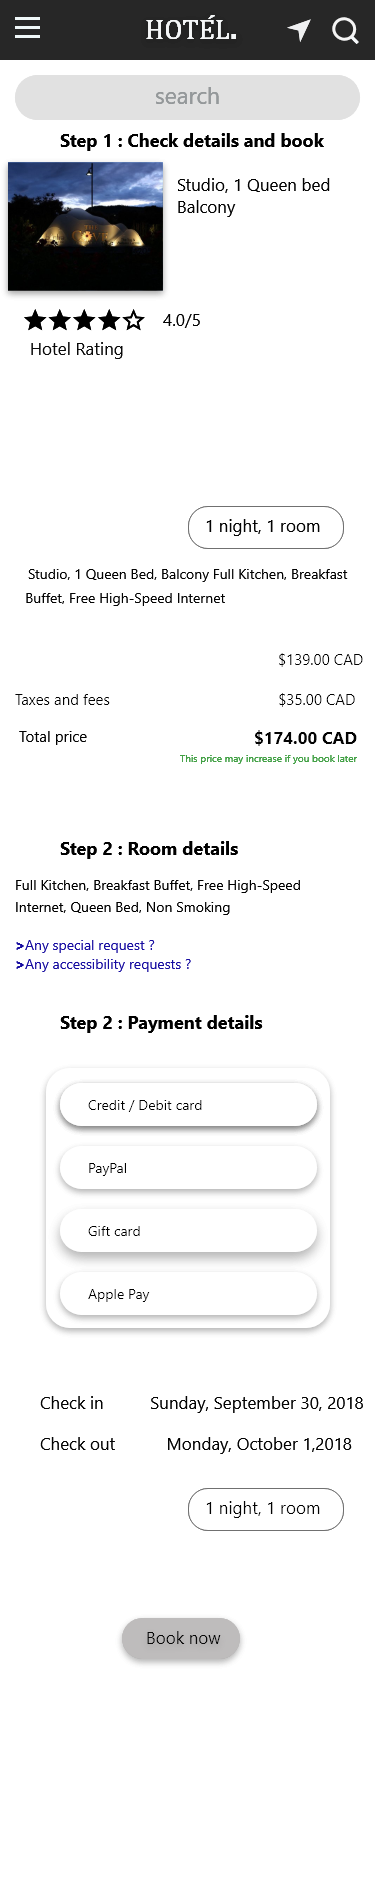 HOTÉL.
search
Step 1 : Check details and book
Studio, 1 Queen bed
Balcony
4.0/5
Hotel Rating
1 night, 1 room
Studio, 1 Queen Bed, Balcony Full Kitchen, Breakfast
Buffet, Free High-Speed Internet
$139.00 CAD
Taxes and fees $35.00 CAD
Total price $174.00 CAD
This price may increase if you book later
Step 2 : Room details
Full Kitchen, Breakfast Buffet, Free High-Speed
Internet, Queen Bed, Non Smoking
>Any special request ?
>Any accessibility requests ?
Step 2 : Payment details
Credit / Debit card
PayPal
Gift card
Apple Pay
Check in Sunday, September 30, 2018
Check out Monday, October 1,2018
1 night, 1 room
Book now